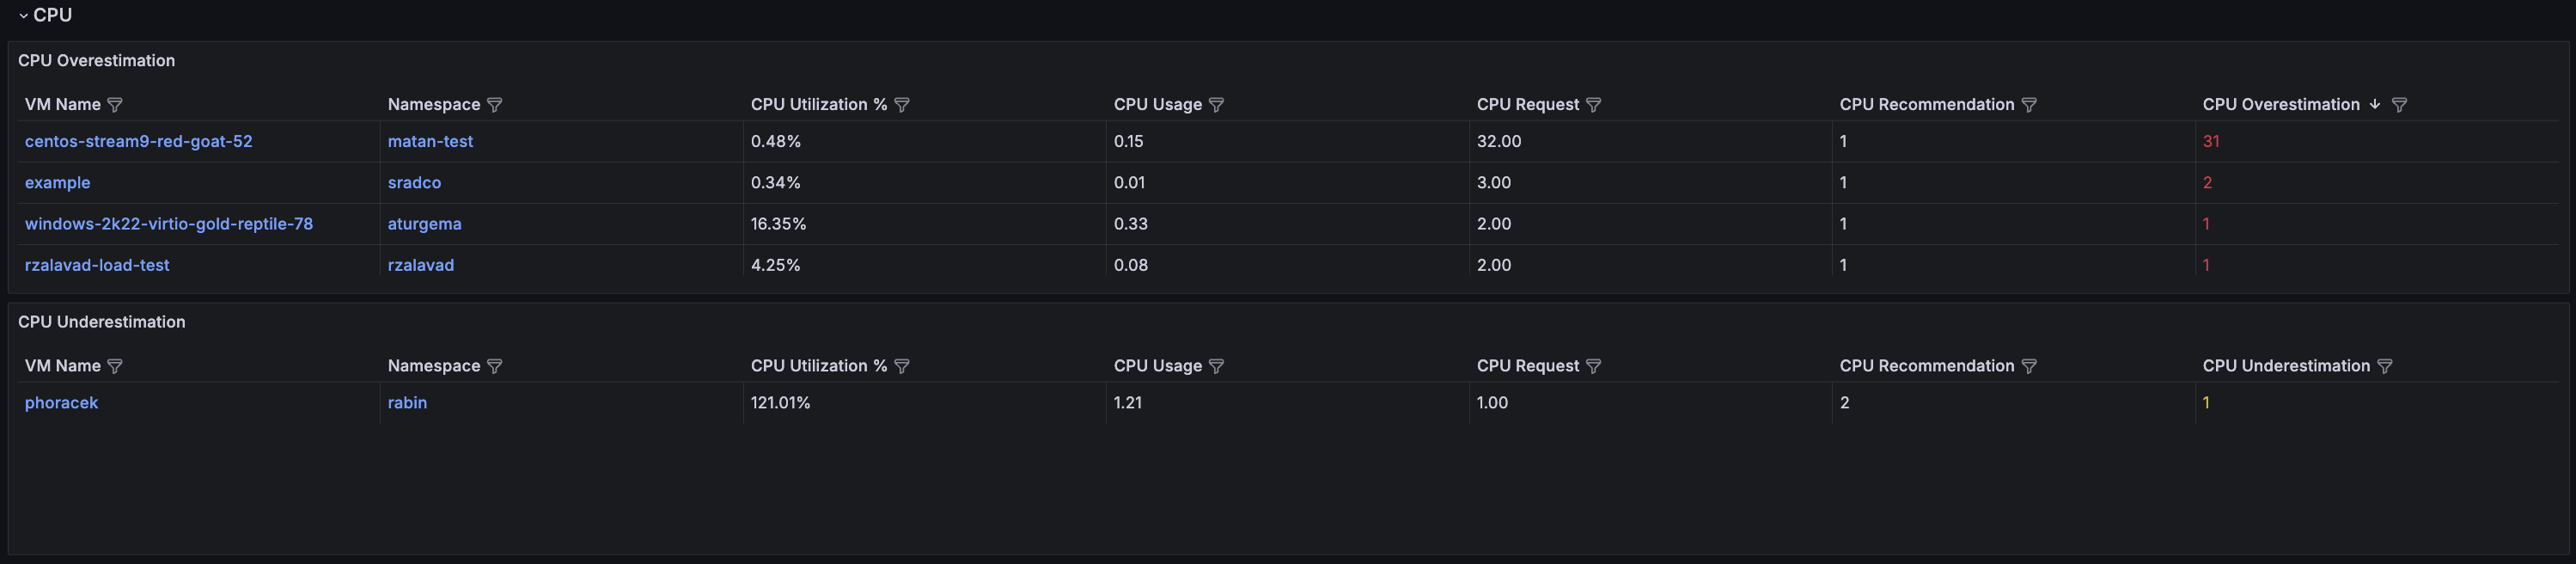 CPU
CPU Overestimation
VM Name Namespace CPU Utilization % CPU Usage CPU Request CPU Recommendation CPU Overestimation
centos-stream9-red-goat-52 matan-test 0.48% 0.15 32.00 1 31
example sradco 0.34% 0.01 3.00 1 2
windows-2k22-virtio-gold-reptile-78 aturgema 16.35% 0.33 2.00 1 1
rzalavad-load-test rzalavad 4.25% 0.08 2.00 1 1
CPU Underestimation
VM Name Namespace CPU Utilization % CPU Usage CPU Request CPU Recommendation CPU Underestimation
phoracek rabin 121.01% 1.21 1.00 2 1